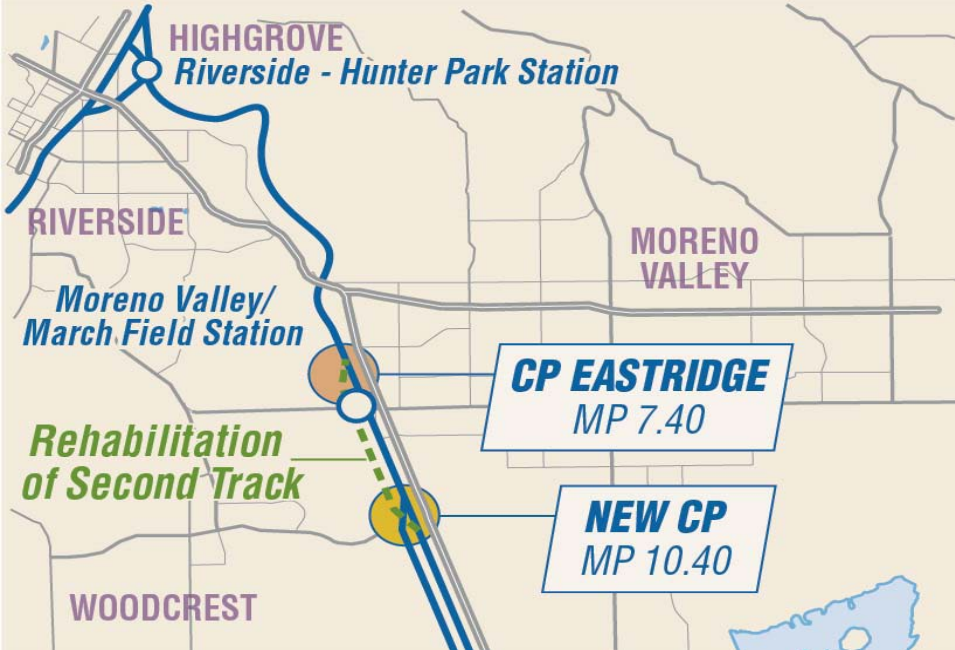 HIGHGROVE
Riverside - Hunter Park Station
RIVERSIDE
MORENO
VALLEY
Moreno Valley/
March Field Station
CP EASTRIDGE
MP 7.40
Rehabilitation
of Second Track
NEW CP
MP 10.40
WOODCREST